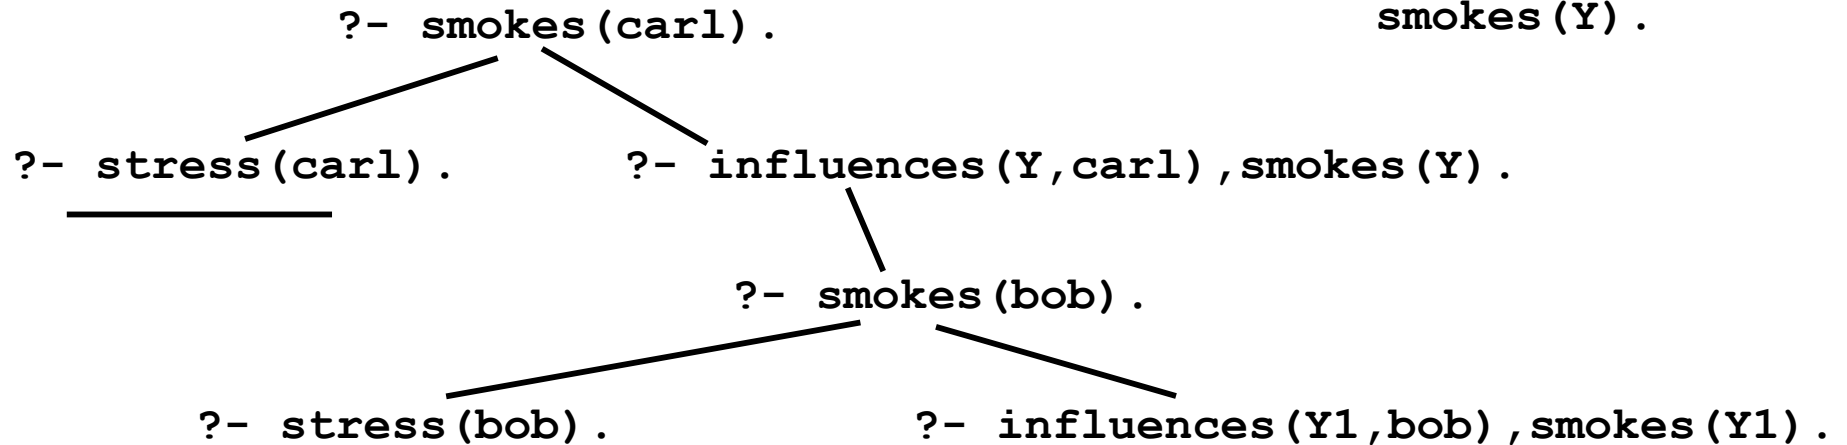 ?- smokes(carl).
smokes(Y).
?- stress(carl).
?- influences(Y,carl),smokes(Y).
?- smokes(bob).
?- stress(bob).
?- influences(Y1,bob),smokes(Y1).